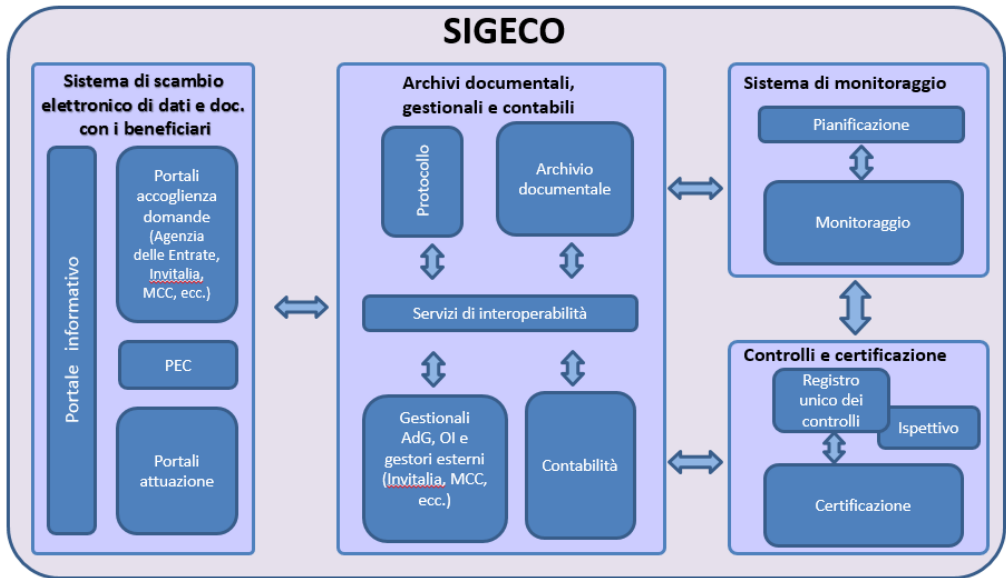 SIGECO
Sistema di scambio
elettronico di dati e doc.
con i beneficiari
Portale informativo
Portali
accoglienza
domande
(Agenzia
delle Entrate,
Invitalia,
MCC, ecc.)
PEC
Portali
attuazione
Archivi documentali,
gestionali e contabili
Protocollo
Archivio
documentale
Servizi di interoperabilità
Gestionali
AdG, OI e
gestori esterni
(Invitalia, MCC,
ecc.)
Contabilità
Sistema di monitoraggio
Pianificazione
Monitoraggio
Controlli e certificazione
Registro
unico dei
controlli
Ispettivo
Certificazione